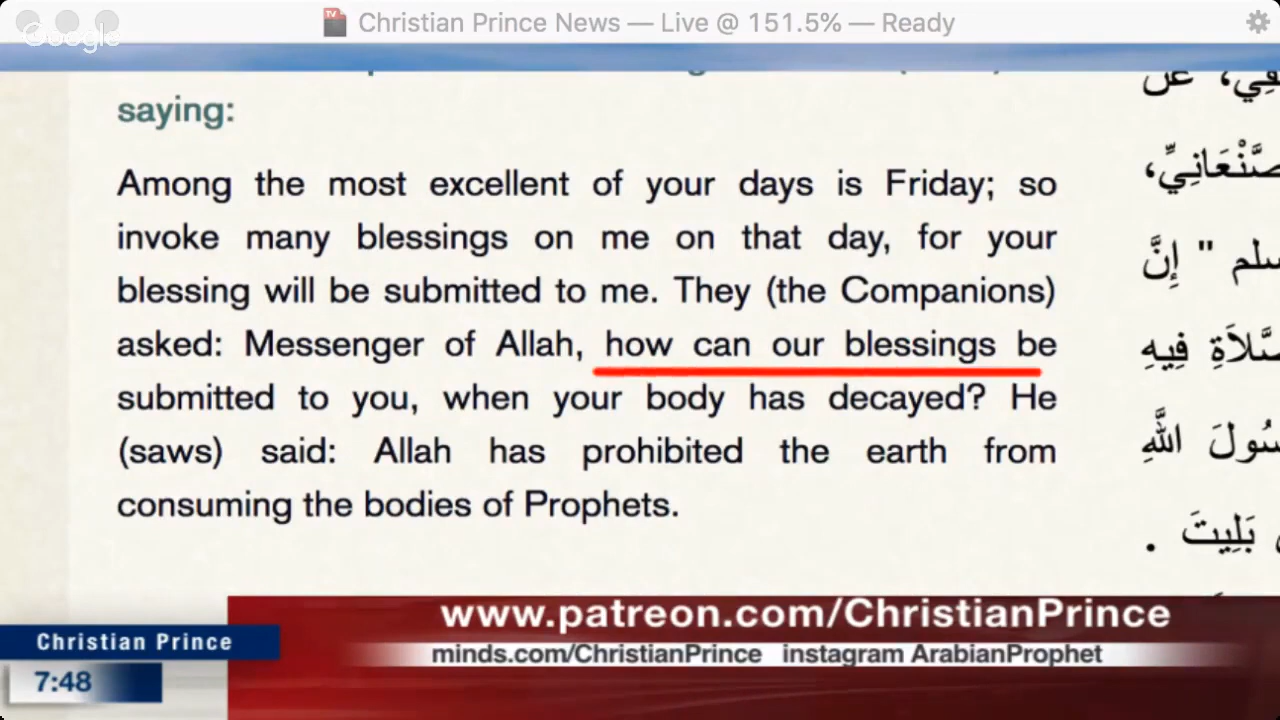 Christian Prince News — Live @ 151.5% — Ready
Google
saying:
Among the most excellent of your days is Friday; so
invoke many blessings on me on that day, for your
blessing will be submitted to me. They (the Companions)
asked: Messenger of Allah, how can our blessings be
submitted to you, when your body has decayed? He
(saws) said: Allah has prohibited the earth from
consuming the bodies of Prophets.
سلم " إِنَّ
فِيهِ
سُولَ اللَّهِ
بَلِيتَ .
www.patreon.com/ChristianPrince
minds.com/ChristianPrince instagram ArabianProphet
Christian Prince
7:48